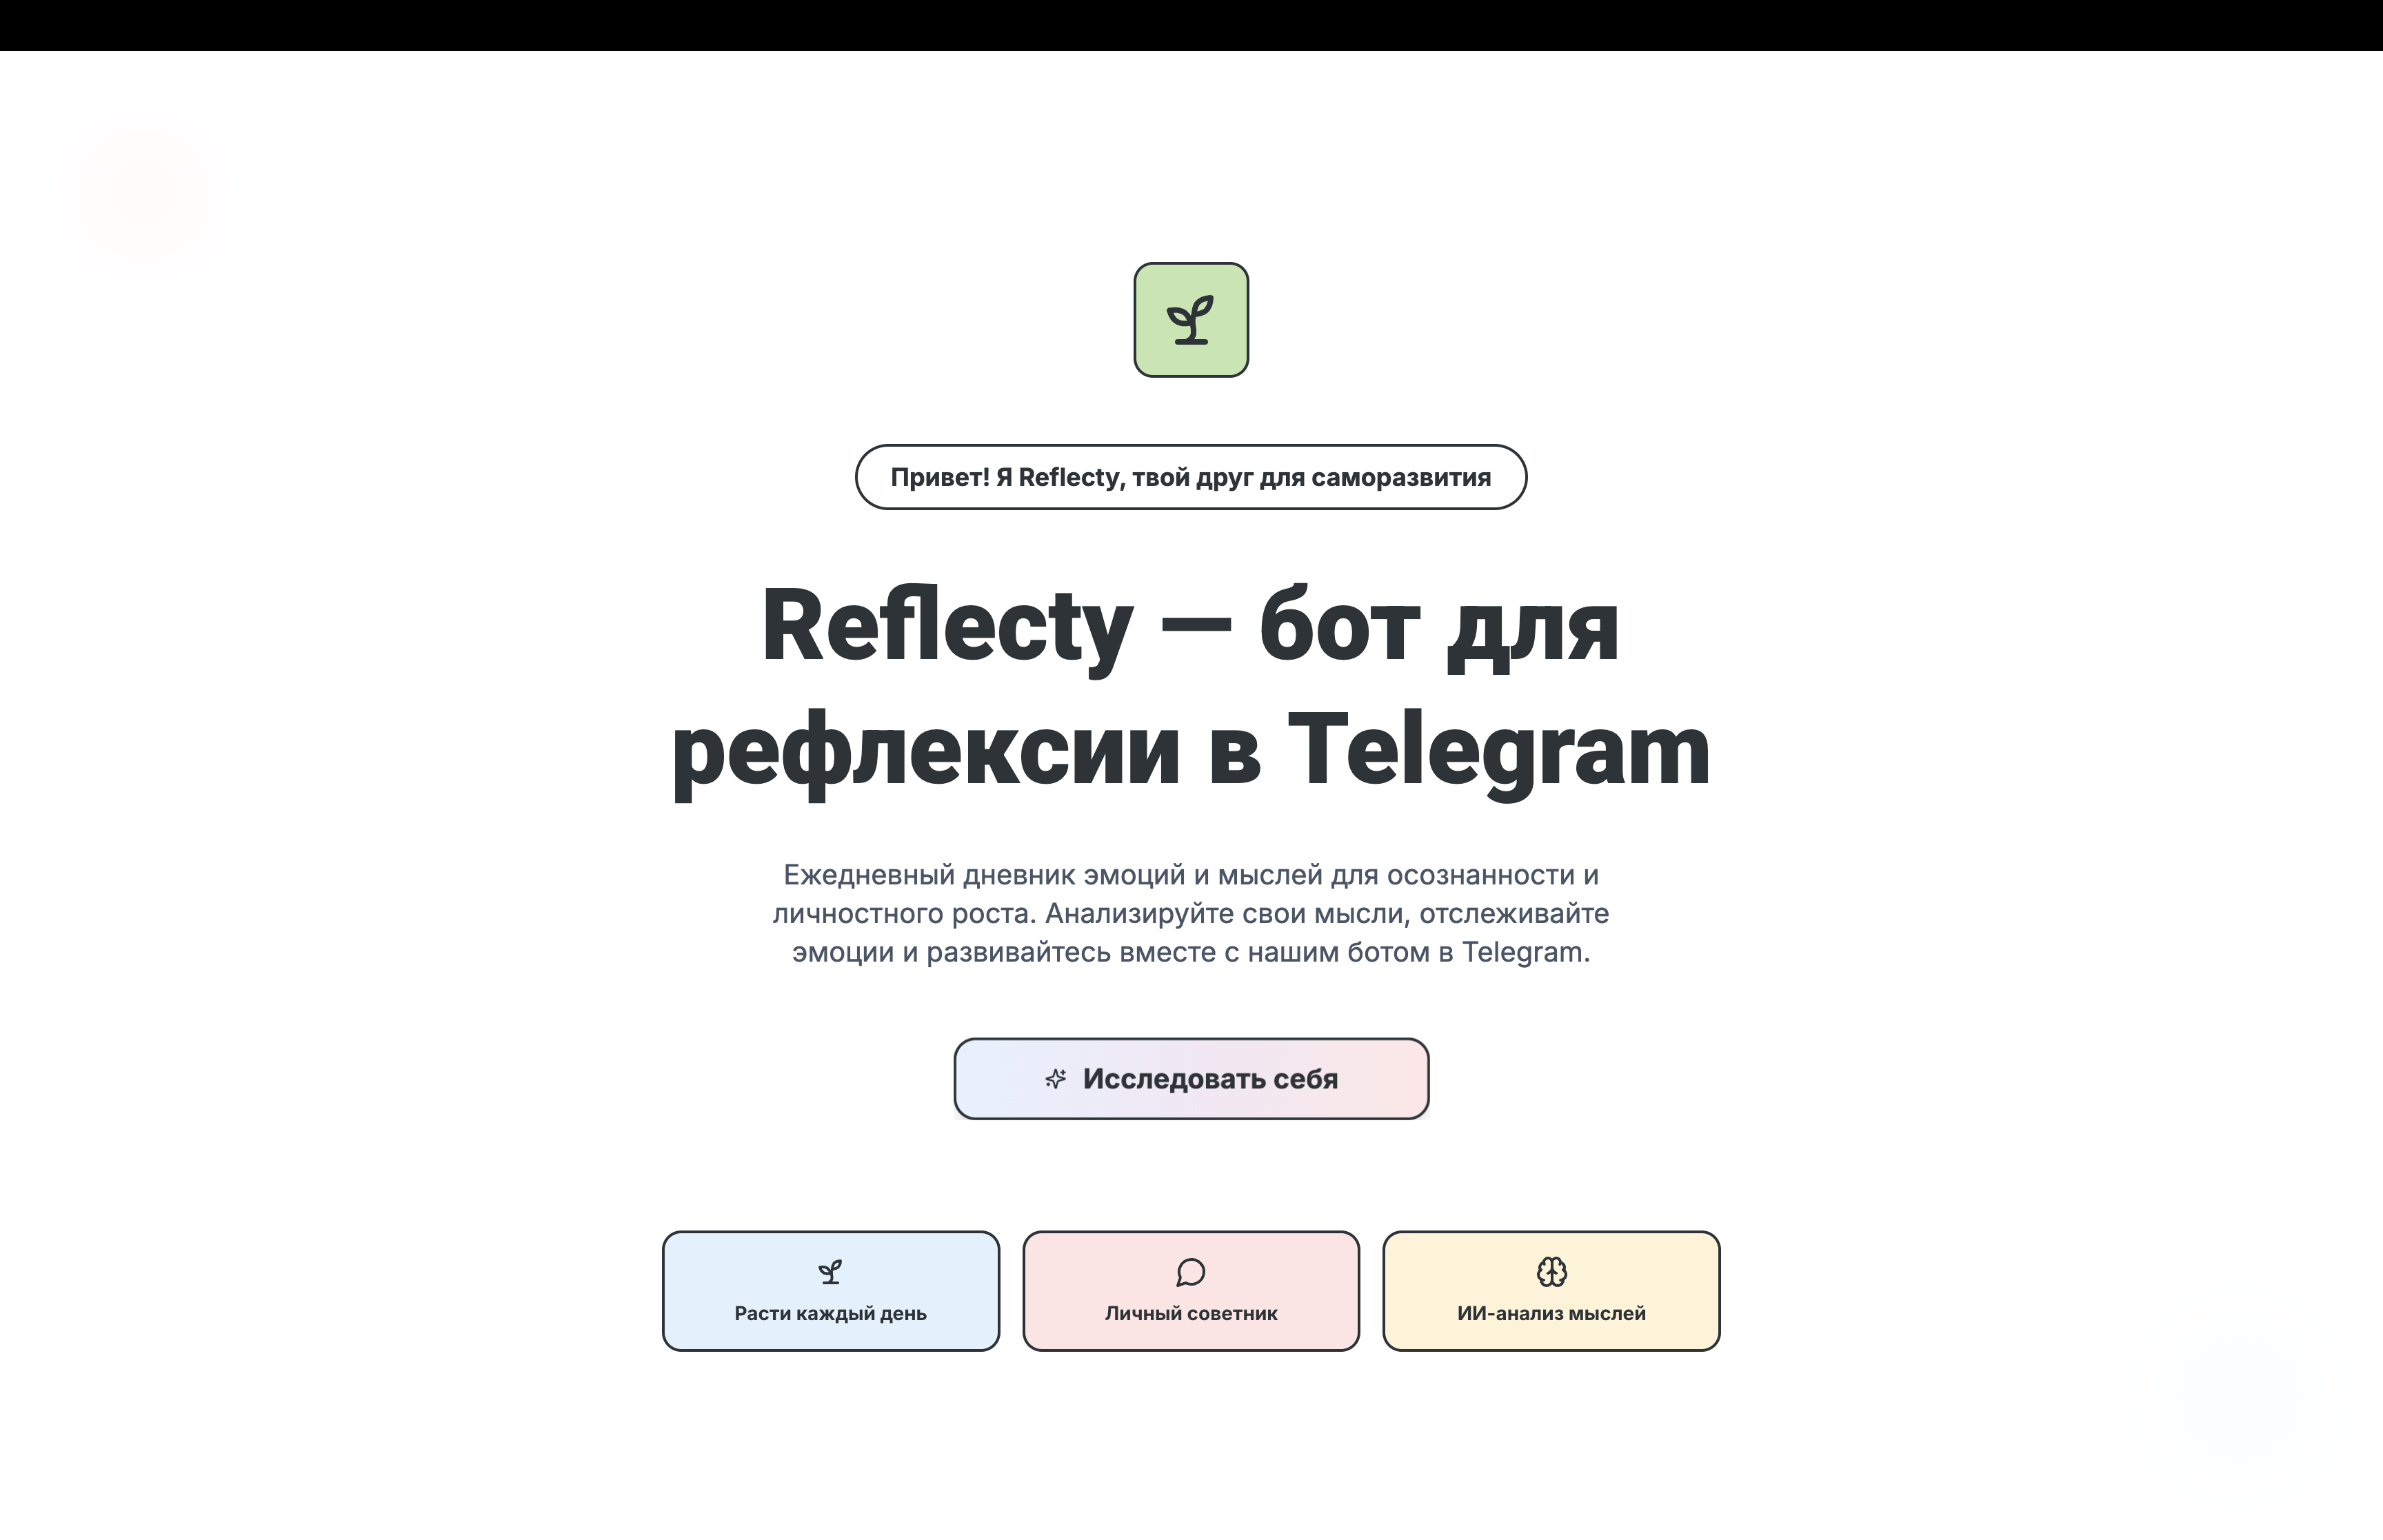 Привет! Я Reflecty, твой друг для саморазвития
Reflecty — бот для
рефлексии в Telegram
Ежедневный дневник эмоций и мыслей для осознанности и
личностного роста. Анализируйте свои мысли, отслеживайте
эмоции и развивайтесь вместе с нашим ботом в Telegram.
Исследовать себя
Расти каждый день
Личный советник
ИИ-анализ мыслей